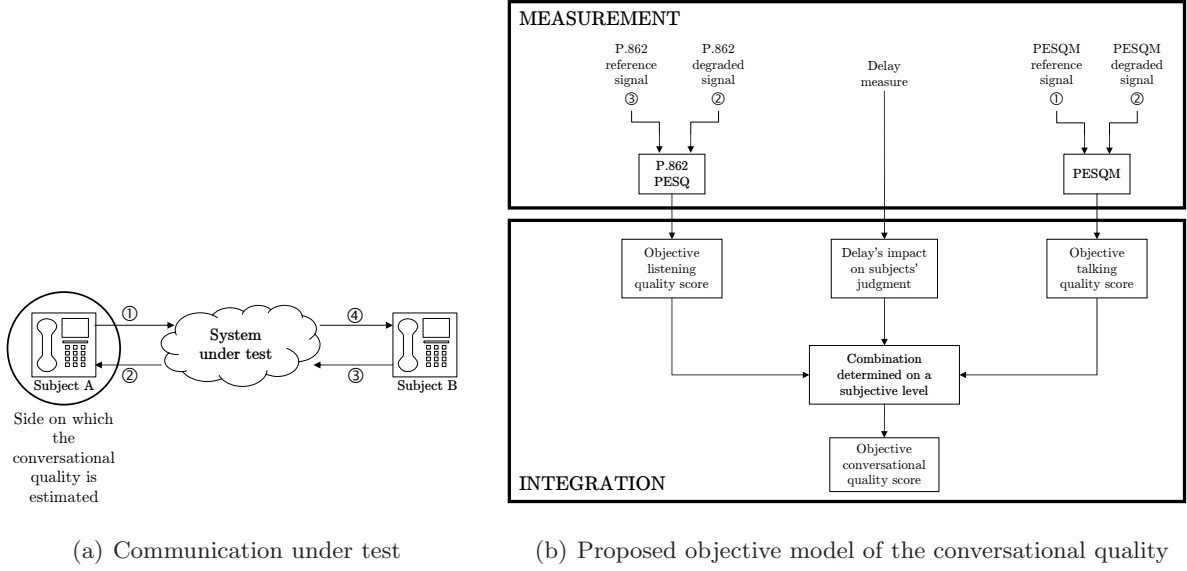 MEASUREMENT
P.862
reference
signal
③
P.862
degraded
signal
②
Delay
measure
PESQM
reference
signal
①
PESQM
degraded
signal
②
P.862
PESQ
PESQM
Objective
listening
quality score
Delay's impact
on subjects'
judgment
Objective
talking
quality score
Combination
determined on a
subjective level
Objective
conversational
quality score
INTEGRATION
①
②
System
under test
④
③
Subject A
Subject B
Side on which
the
conversational
quality is
estimated
(a) Communication under test
(b) Proposed objective model of the conversational quality